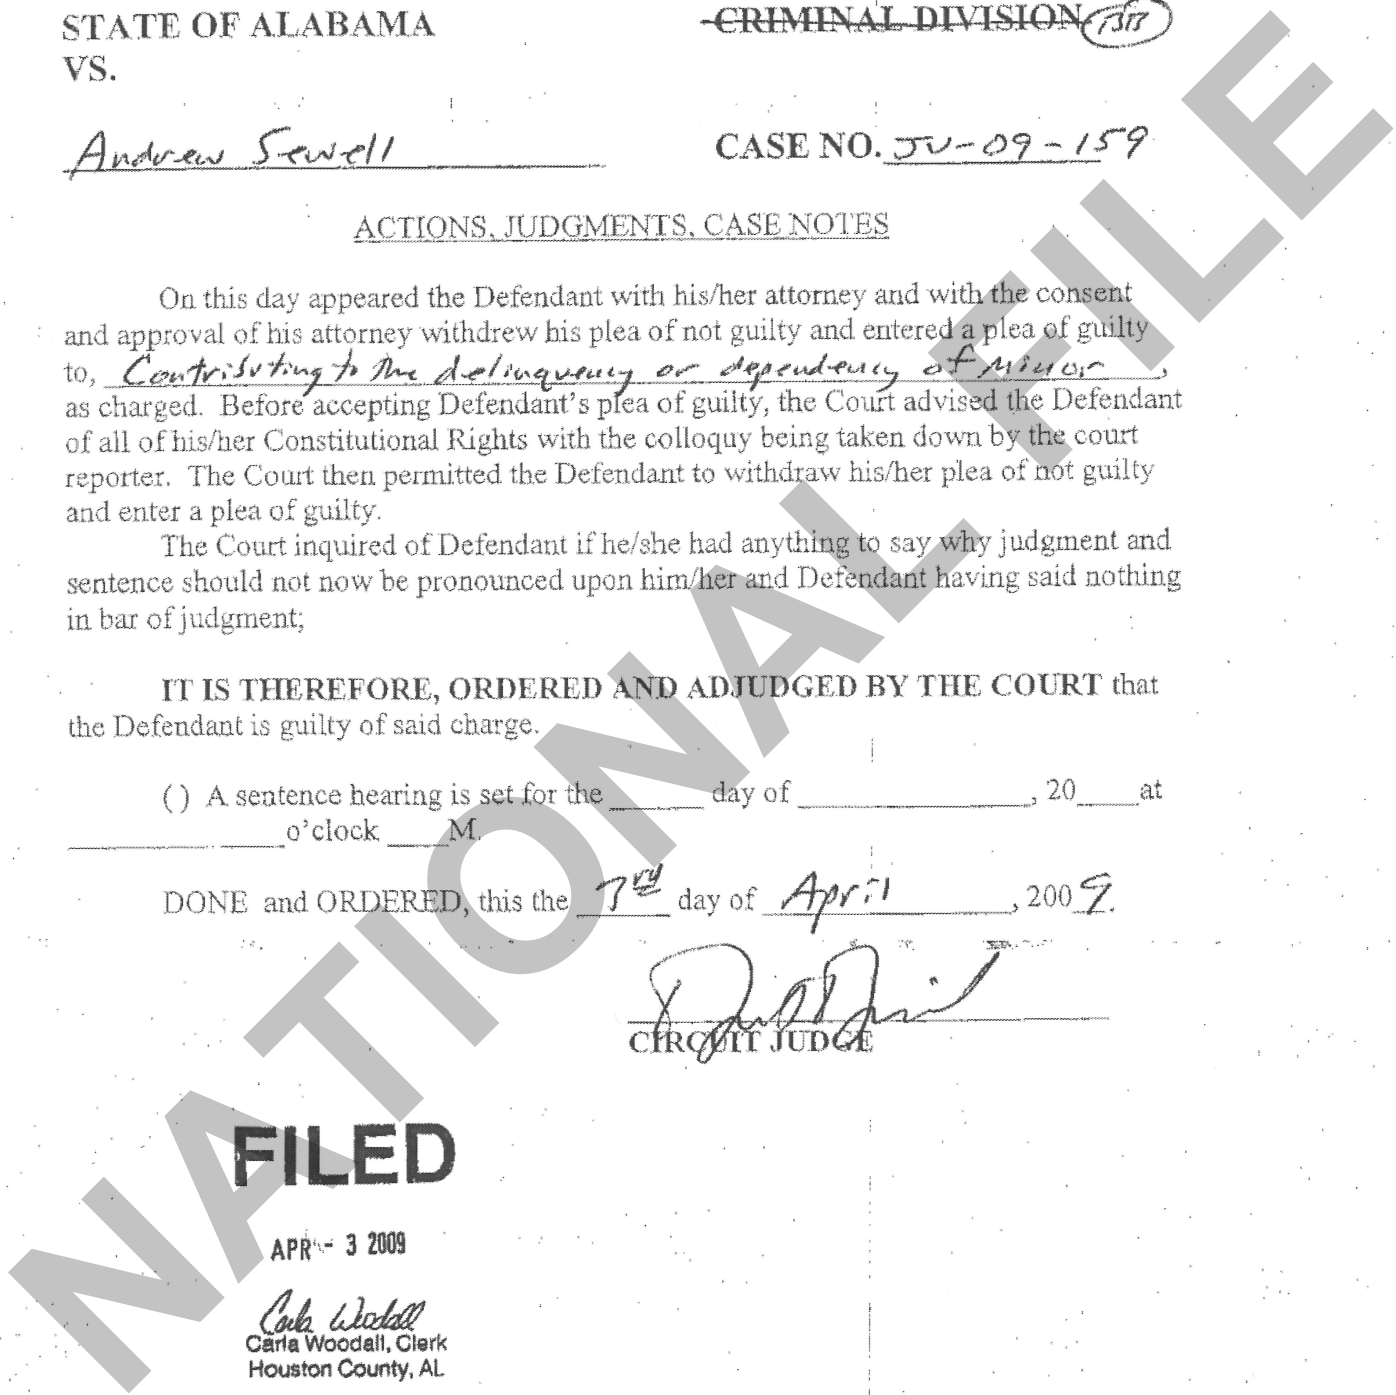 STATE OF ALABAMA
CRIMINAL DIVISION
VS.
Andrew Sewell
CASE NO. JU-09-159
ACTIONS, JUDGMENTS, CASE NOTES
On this day appeared the Defendant with his/her attorney and with the consent
and approval of his attorney withdrew his plea of not guilty and entered a plea of guilty
to, Contributing to the delinquency or dependency of Minor,
as charged. Before accepting Defendant's plea of guilty, the Court advised the Defendant
of all of his/her Constitutional Rights with the colloquy being taken down by the court
reporter. The Court then permitted the Defendant to withdraw his/her plea of not guilty
and enter a plea of guilty.
The Court inquired of Defendant if he/she had anything to say why judgment and
sentence should not now be pronounced upon him/her and Defendant having said nothing
in bar of judgment;
IT IS THEREFORE, ORDERED AND ADJUDGED BY THE COURT that
the Defendant is guilty of said charge.
( ) A sentence hearing is set for the _____ day of _____________, 20___at
_________ ____o'clock ____M.
DONE and ORDERED, this the 3rd day of April, 2009.
CIRCUIT JUDGE
FILED
APR - 3 2009
Carla Woodall
Carla Woodall, Clerk
Houston County, AL
NATIONAL FILE